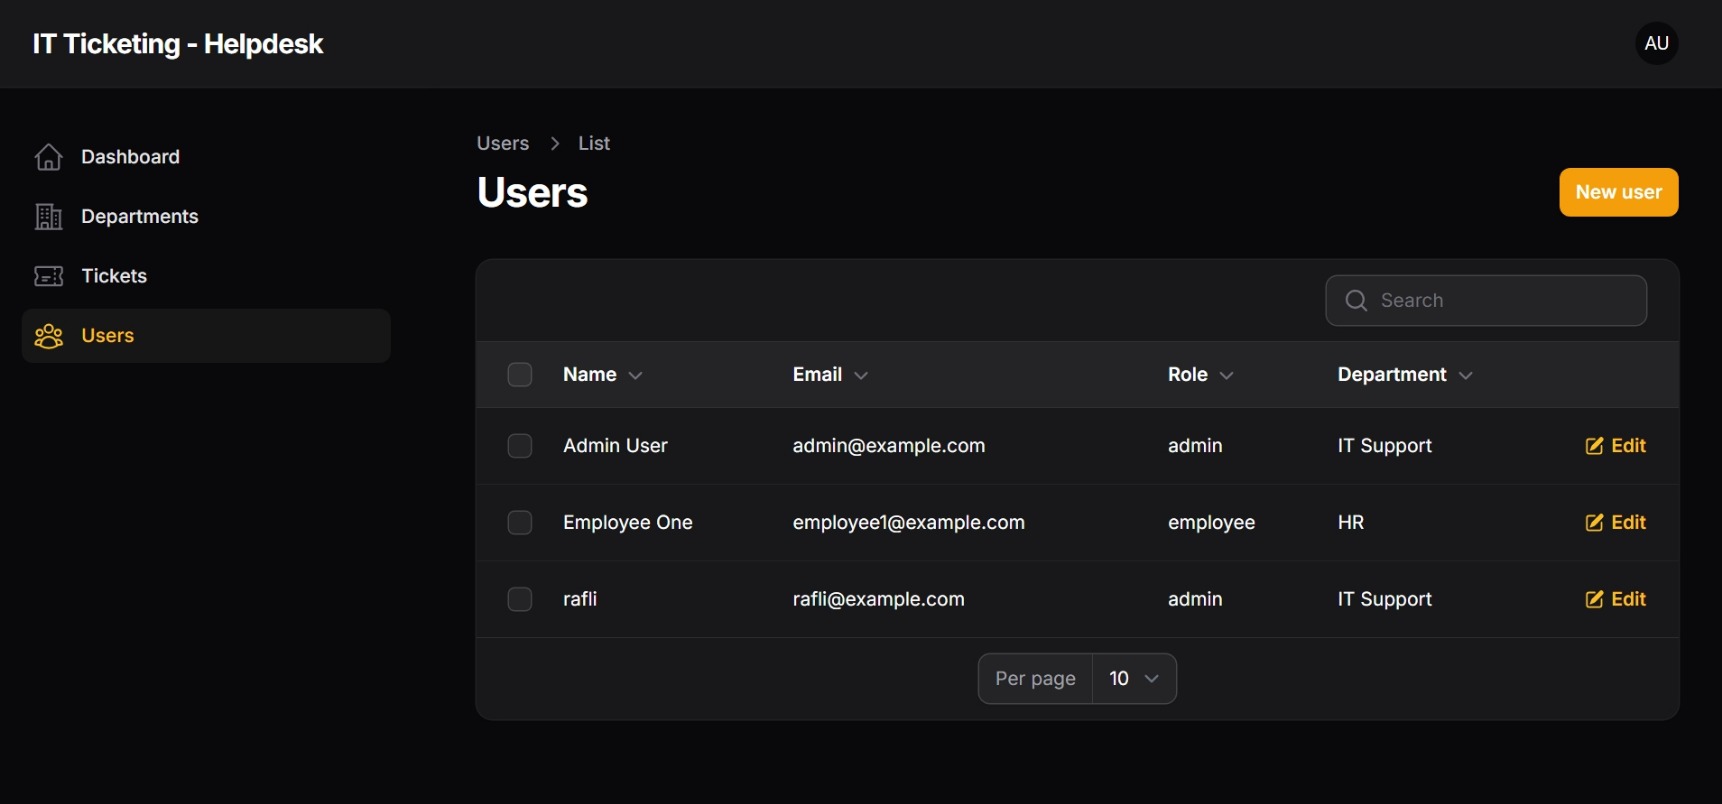 IT Ticketing - Helpdesk
AU
Dashboard
Departments
Tickets
Users
Users > List
Users
New user
Search
Name Email Role Department
Admin User admin@example.com admin IT Support Edit
Employee One employee1@example.com employee HR Edit
rafli rafli@example.com admin IT Support Edit
Per page 10